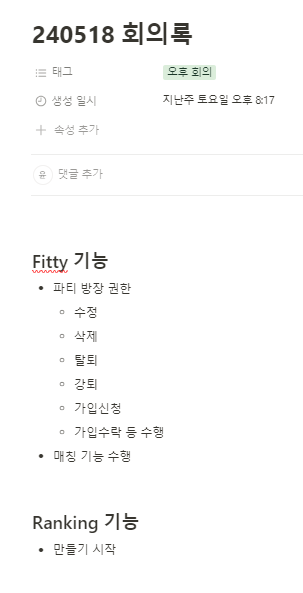 240518 회의록
태그 오후 회의
생성 일시 지난주 토요일 오후 8:17
속성 추가
윤 댓글 추가
Fitty 기능
파티 방장 권한
수정
삭제
탈퇴
강퇴
가입신청
가입수락 등 수행
매칭 기능 수행
Ranking 기능
만들기 시작